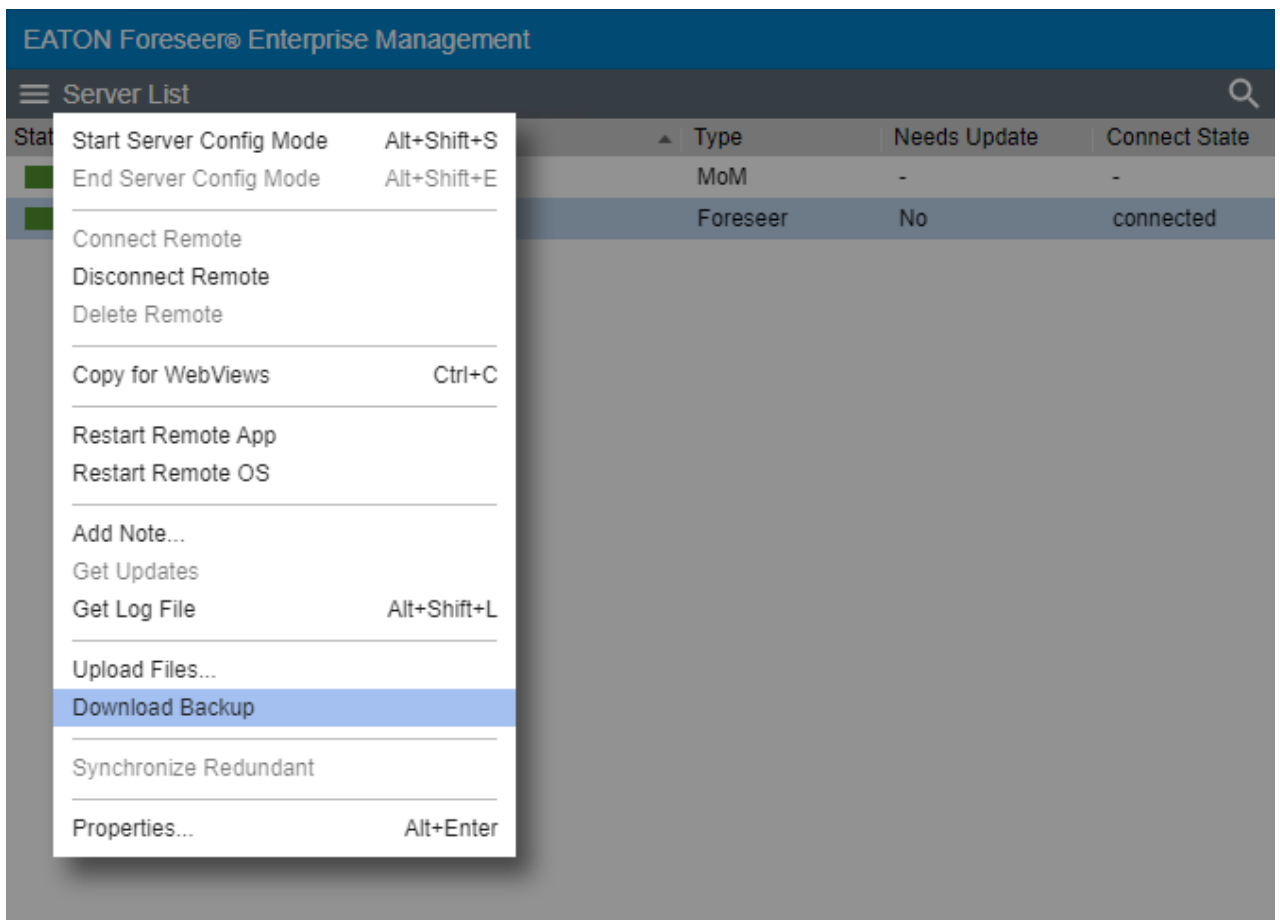 EATON Foreseer® Enterprise Management
Server List
Stat Type Needs Update Connect State
MoM - -
Foreseer No connected
Start Server Config Mode Alt+Shift+S
End Server Config Mode Alt+Shift+E
Connect Remote
Disconnect Remote
Delete Remote
Copy for WebViews Ctrl+C
Restart Remote App
Restart Remote OS
Add Note...
Get Updates
Get Log File Alt+Shift+L
Upload Files...
Download Backup
Synchronize Redundant
Properties... Alt+Enter